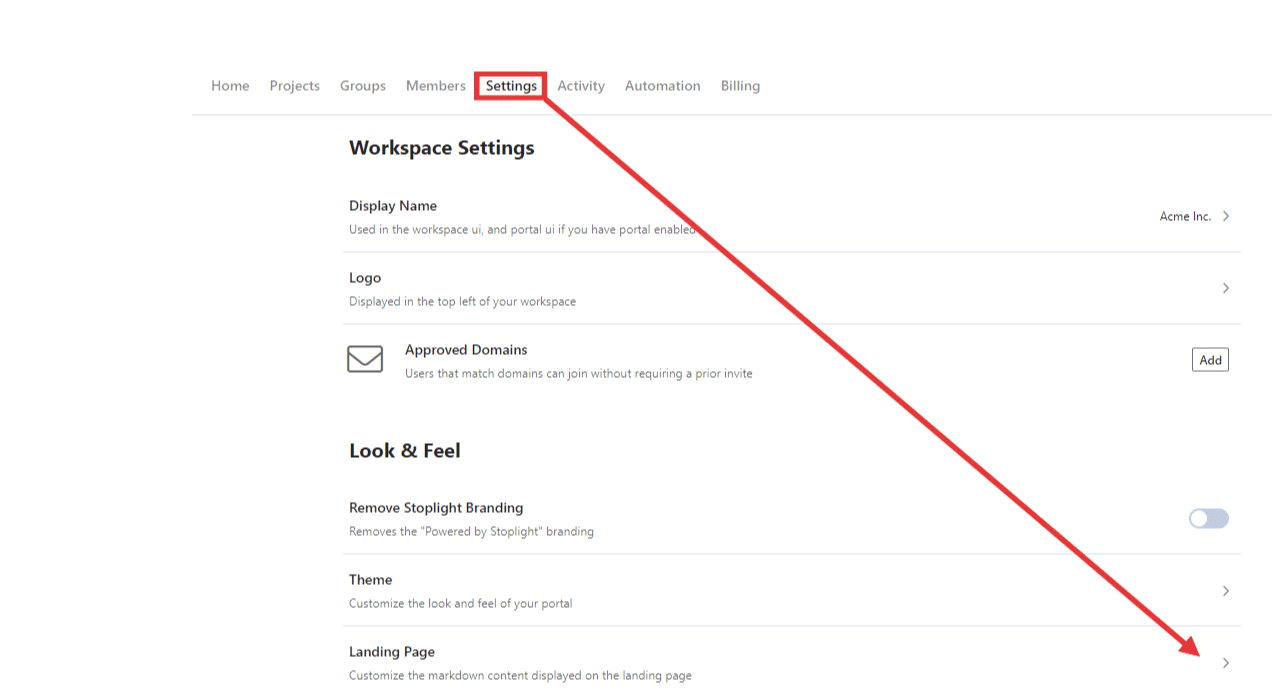 Home Projects Groups Members Settings Activity Automation Billing
Workspace Settings
Display Name
Used in the workspace ui, and portal ui if you have portal enabled
Acme Inc.
Logo
Displayed in the top left of your workspace
Approved Domains
Users that match domains can join without requiring a prior invite
Add
Look & Feel
Remove Stoplight Branding
Removes the "Powered by Stoplight" branding
Theme
Customize the look and feel of your portal
Landing Page
Customize the markdown content displayed on the landing page